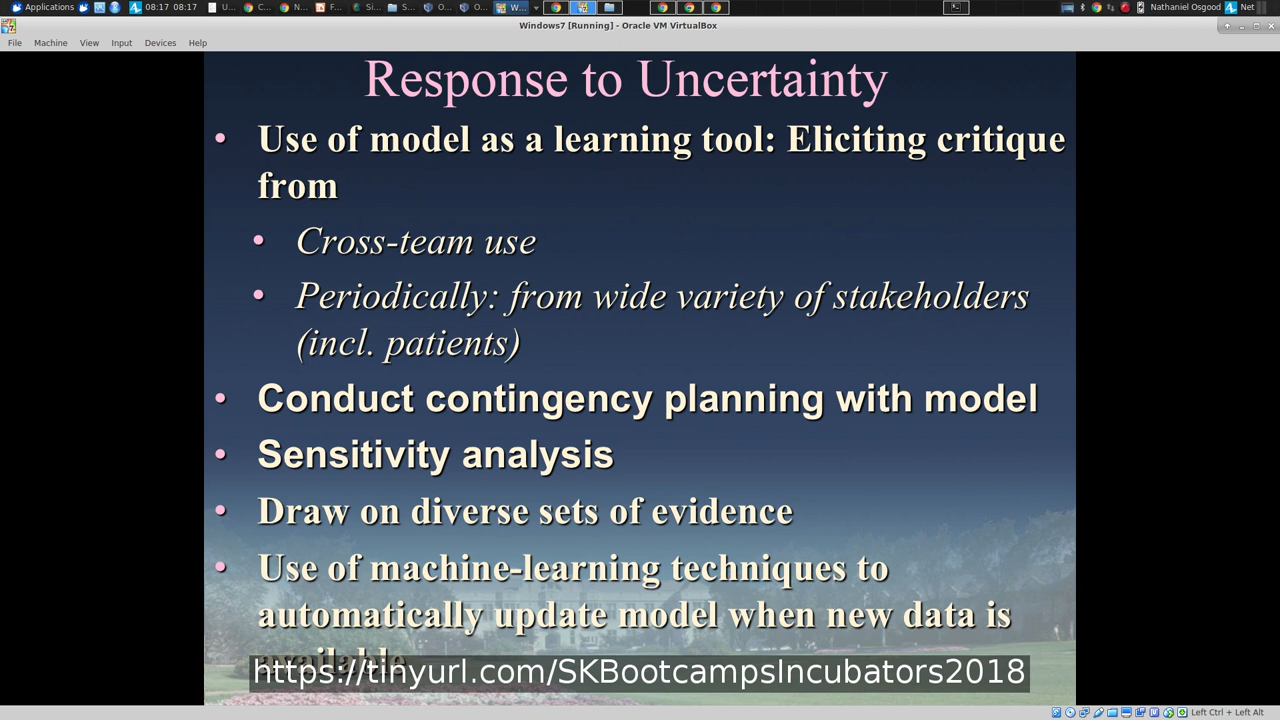 Applications
08:17 08:17
U...
C...
N...
F...
Si...
S...
O...
O...
W...
Nathaniel Osgood
Net
Windows7 [Running] - Oracle VM VirtualBox
File Machine View Input Devices Help
Response to Uncertainty
• Use of model as a learning tool: Eliciting critique
from
• Cross-team use
• Periodically: from wide variety of stakeholders
(incl. patients)
• Conduct contingency planning with model
• Sensitivity analysis
• Draw on diverse sets of evidence
• Use of machine-learning techniques to
automatically update model when new data is
available
https://tinyurl.com/SKBootcampsIncubators2018
Left Ctrl + Left Alt